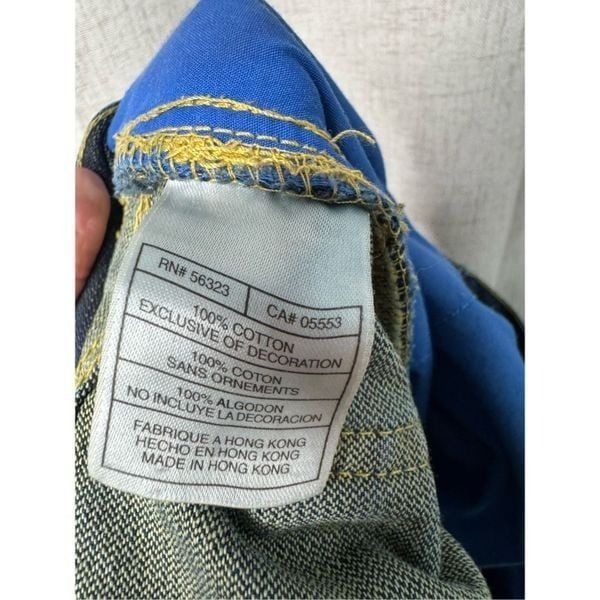 RN# 56323
CA# 05553
100% COTTON
EXCLUSIVE OF DECORATION
100% COTON
SANS ORNEMENTS
100% ALGODON
NO INCLUYE LA DECORACION
FABRIQUE A HONG KONG
HECHO EN HONG KONG
MADE IN HONG KONG